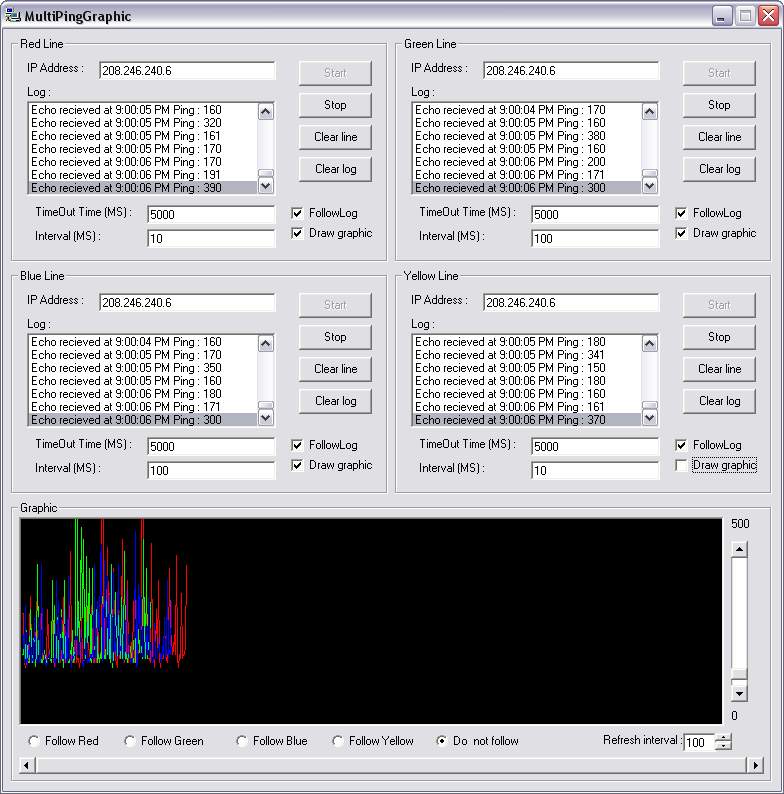 MultiPingGraphic
Red Line
IP Address : 208.246.240.6 Start
Log :
Stop
Echo recieved at 9:00:05 PM Ping : 160
Echo recieved at 9:00:05 PM Ping : 320
Echo recieved at 9:00:05 PM Ping : 161
Echo recieved at 9:00:05 PM Ping : 170
Echo recieved at 9:00:06 PM Ping : 170
Echo recieved at 9:00:06 PM Ping : 191
Echo recieved at 9:00:06 PM Ping : 390
Clear line
Clear log
TimeOut Time (MS) : 5000 FollowLog
Interval (MS) : 10 Draw graphic
Green Line
IP Address : 208.246.240.6 Start
Log :
Stop
Echo recieved at 9:00:04 PM Ping : 170
Echo recieved at 9:00:05 PM Ping : 160
Echo recieved at 9:00:05 PM Ping : 380
Echo recieved at 9:00:05 PM Ping : 160
Echo recieved at 9:00:06 PM Ping : 200
Echo recieved at 9:00:06 PM Ping : 171
Echo recieved at 9:00:06 PM Ping : 300
Clear line
Clear log
TimeOut Time (MS) : 5000 FollowLog
Interval (MS) : 100 Draw graphic
Blue Line
IP Address : 208.246.240.6 Start
Log :
Stop
Echo recieved at 9:00:04 PM Ping : 160
Echo recieved at 9:00:05 PM Ping : 170
Echo recieved at 9:00:05 PM Ping : 350
Echo recieved at 9:00:05 PM Ping : 160
Echo recieved at 9:00:06 PM Ping : 180
Echo recieved at 9:00:06 PM Ping : 171
Echo recieved at 9:00:06 PM Ping : 300
Clear line
Clear log
TimeOut Time (MS) : 5000 FollowLog
Interval (MS) : 100 Draw graphic
Yellow Line
IP Address : 208.246.240.6 Start
Log :
Stop
Echo recieved at 9:00:05 PM Ping : 180
Echo recieved at 9:00:05 PM Ping : 341
Echo recieved at 9:00:05 PM Ping : 150
Echo recieved at 9:00:06 PM Ping : 180
Echo recieved at 9:00:06 PM Ping : 160
Echo recieved at 9:00:06 PM Ping : 161
Echo recieved at 9:00:06 PM Ping : 370
Clear line
Clear log
TimeOut Time (MS) : 5000 FollowLog
Interval (MS) : 10 Draw graphic
Graphic
500
0
Follow Red Follow Green Follow Blue Follow Yellow Do not follow Refresh interval : 100